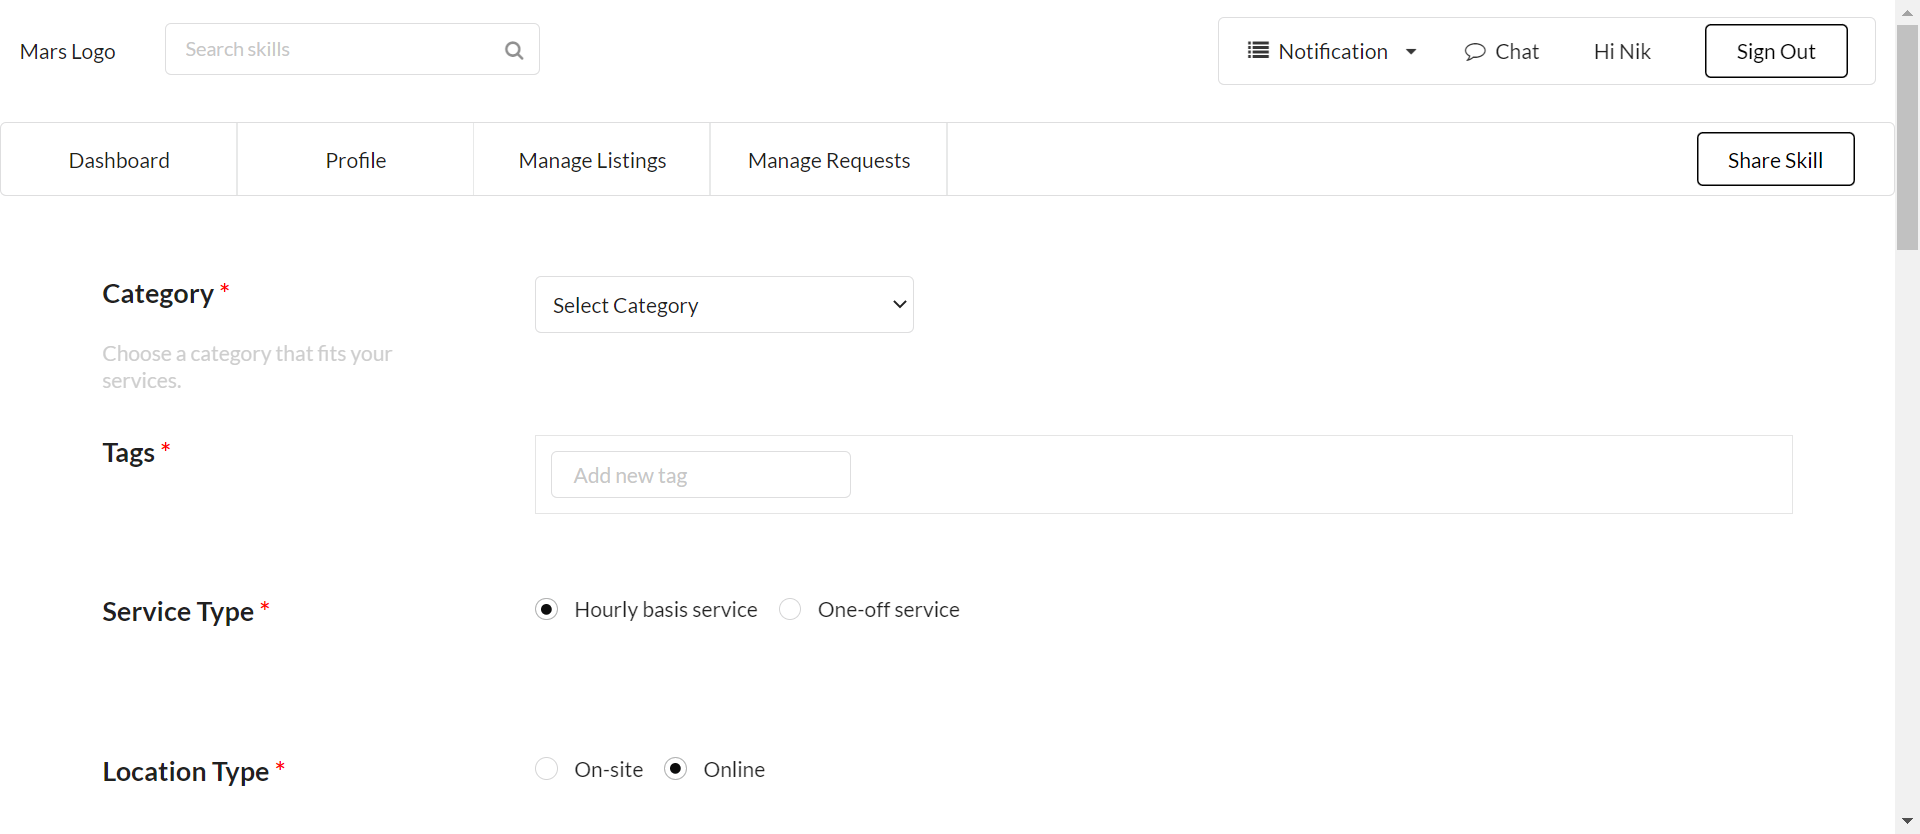 Mars Logo
Search skills
Notification
Chat
Hi Nik
Sign Out
Dashboard
Profile
Manage Listings
Manage Requests
Share Skill
Category *
Select Category
Choose a category that fits your
services.
Tags *
Add new tag
Service Type *
Hourly basis service
One-off service
Location Type *
On-site
Online